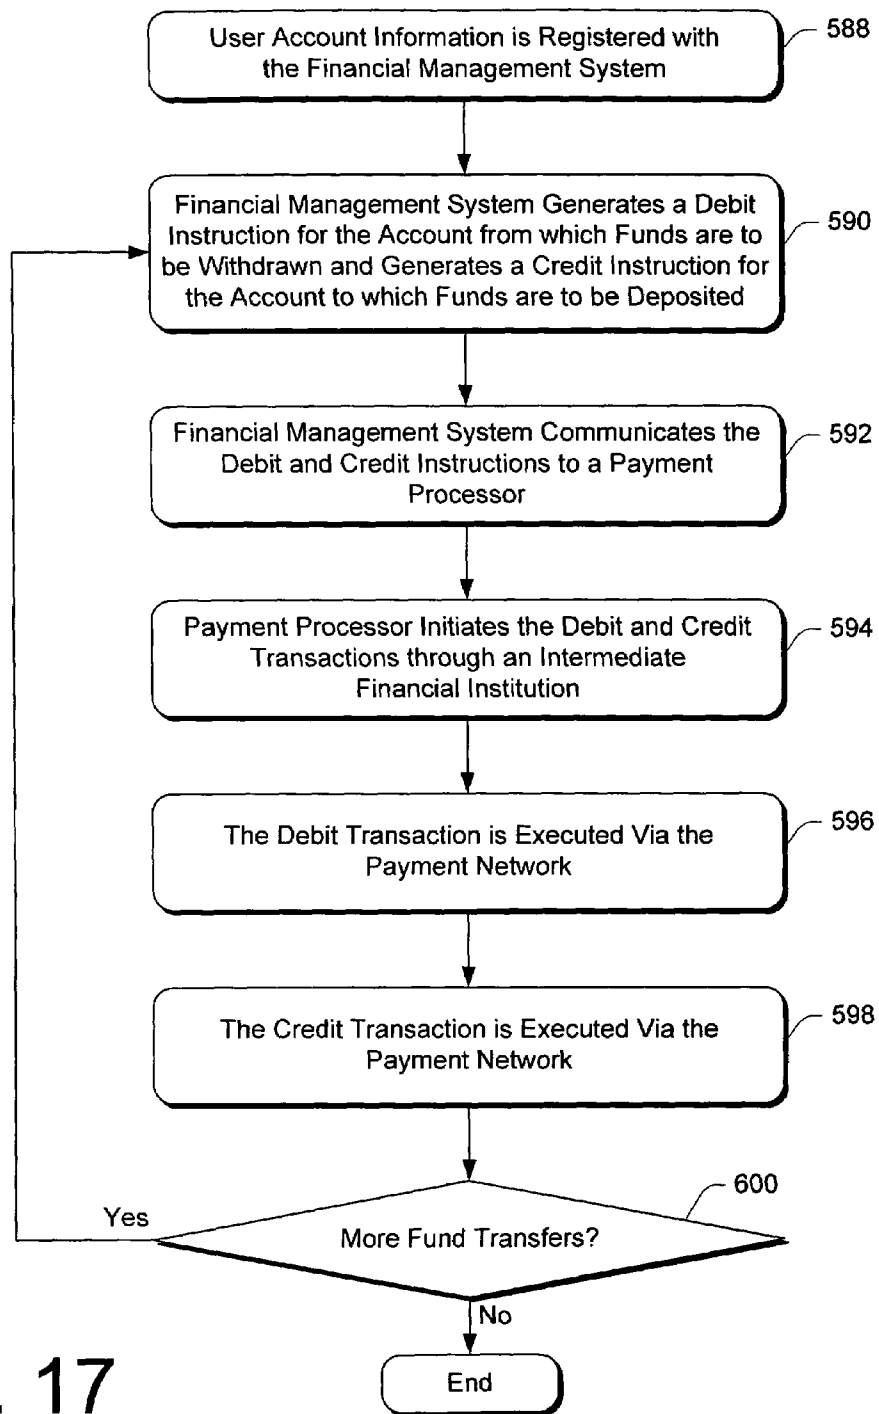 User Account Information is Registered with
the Financial Management System
588
Financial Management System Generates a Debit
Instruction for the Account from which Funds are to
be Withdrawn and Generates a Credit Instruction for
the Account to which Funds are to be Deposited
590
Financial Management System Communicates the
Debit and Credit Instructions to a Payment
Processor
592
Payment Processor Initiates the Debit and Credit
Transactions through an Intermediate
Financial Institution
594
The Debit Transaction is Executed Via the
Payment Network
596
The Credit Transaction is Executed Via the
Payment Network
598
600
Yes
More Fund Transfers?
No
End
. 17